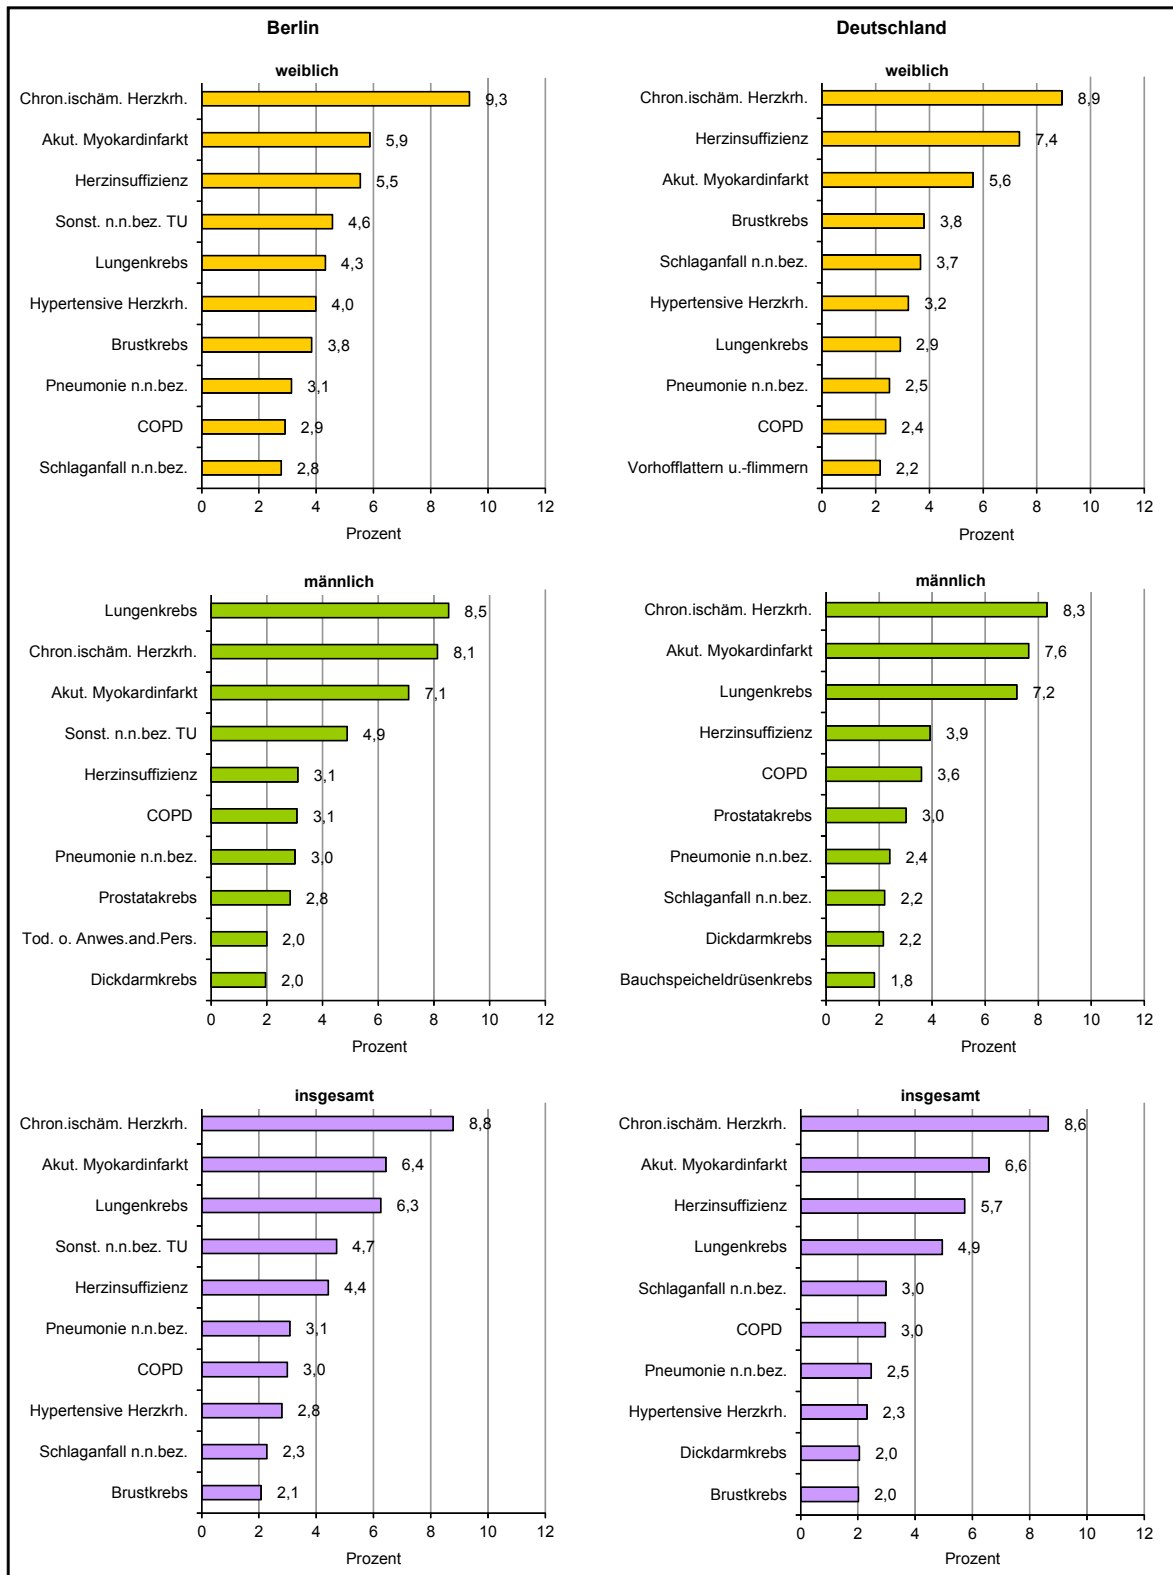 Berlin
weiblich
Chron.ischäm. Herzkrh. 9,3
Akut. Myokardinfarkt 5,9
Herzinsuffizienz 5,5
Sonst. n.n.bez. TU 4,6
Lungenkrebs 4,3
Hypertensive Herzkrh. 4,0
Brustkrebs 3,8
Pneumonie n.n.bez. 3,1
COPD 2,9
Schlaganfall n.n.bez. 2,8
0 2 4 6 8 10 12
Prozent
Deutschland
weiblich
Chron.ischäm. Herzkrh. 8,9
Herzinsuffizienz 7,4
Akut. Myokardinfarkt 5,6
Brustkrebs 3,8
Schlaganfall n.n.bez. 3,7
Hypertensive Herzkrh. 3,2
Lungenkrebs 2,9
Pneumonie n.n.bez. 2,5
COPD 2,4
Vorhofflattern u.-flimmern 2,2
0 2 4 6 8 10 12
Prozent
männlich
Lungenkrebs 8,5
Chron.ischäm. Herzkrh. 8,1
Akut. Myokardinfarkt 7,1
Sonst. n.n.bez. TU 4,9
Herzinsuffizienz 3,1
COPD 3,1
Pneumonie n.n.bez. 3,0
Prostatakrebs 2,8
Tod. o. Anwes.and.Pers. 2,0
Dickdarmkrebs 2,0
0 2 4 6 8 10 12
Prozent
männlich
Chron.ischäm. Herzkrh. 8,3
Akut. Myokardinfarkt 7,6
Lungenkrebs 7,2
Herzinsuffizienz 3,9
COPD 3,6
Prostatakrebs 3,0
Pneumonie n.n.bez. 2,4
Schlaganfall n.n.bez. 2,2
Dickdarmkrebs 2,2
Bauchspeicheldrüsenkrebs 1,8
0 2 4 6 8 10 12
Prozent
insgesamt
Chron.ischäm. Herzkrh. 8,8
Akut. Myokardinfarkt 6,4
Lungenkrebs 6,3
Sonst. n.n.bez. TU 4,7
Herzinsuffizienz 4,4
Pneumonie n.n.bez. 3,1
COPD 3,0
Hypertensive Herzkrh. 2,8
Schlaganfall n.n.bez. 2,3
Brustkrebs 2,1
0 2 4 6 8 10 12
Prozent
insgesamt
Chron.ischäm. Herzkrh. 8,6
Akut. Myokardinfarkt 6,6
Herzinsuffizienz 5,7
Lungenkrebs 4,9
Schlaganfall n.n.bez. 3,0
COPD 3,0
Pneumonie n.n.bez. 2,5
Hypertensive Herzkrh. 2,3
Dickdarmkrebs 2,0
Brustkrebs 2,0
0 2 4 6 8 10 12
Prozent